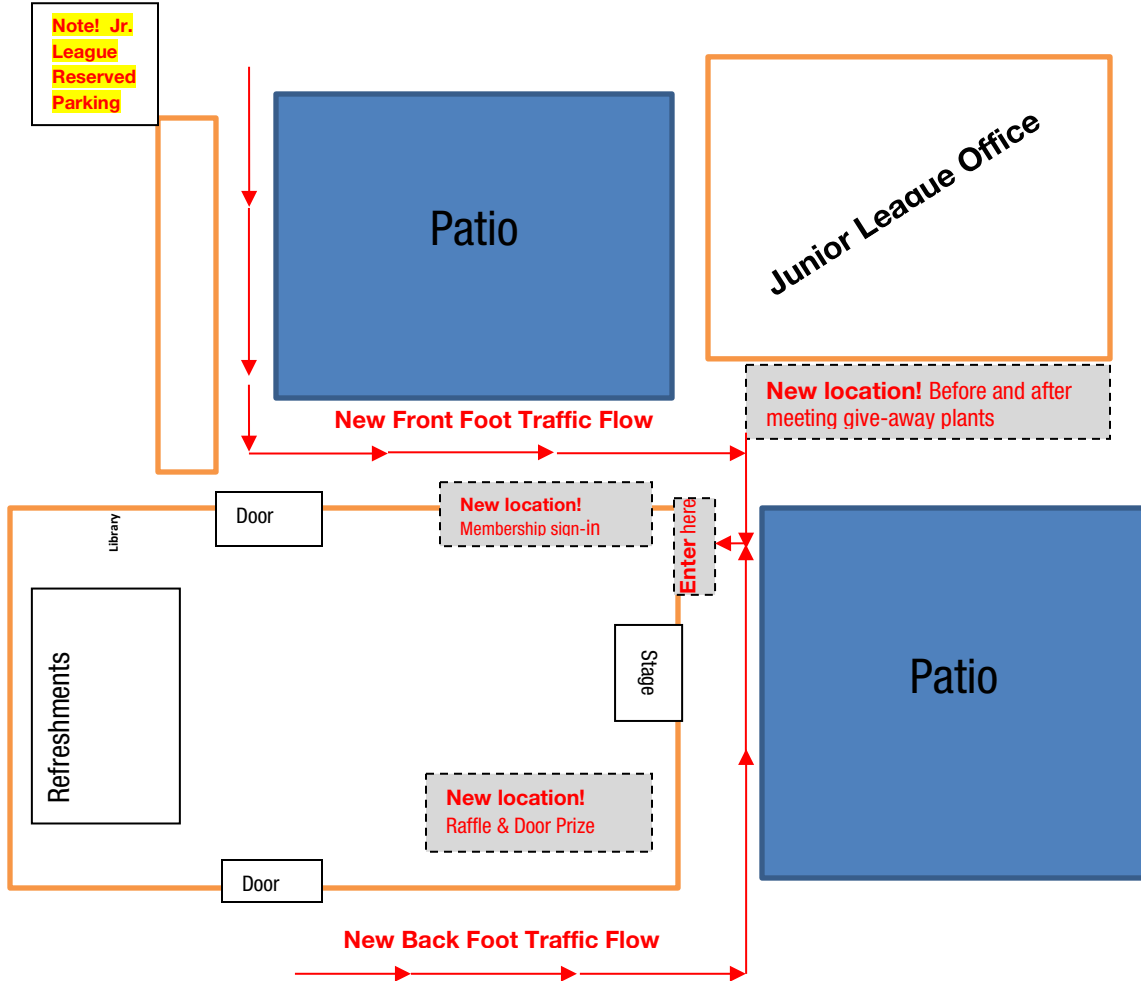 Note! Jr.
League
Reserved
Parking
Patio
Junior League Office
New location! Before and after
meeting give-away plants
New Front Foot Traffic Flow
Door
New location!
Membership sign-in
Library
Enter here
Refreshments
Stage
Patio
New location!
Raffle & Door Prize
Door
New Back Foot Traffic Flow